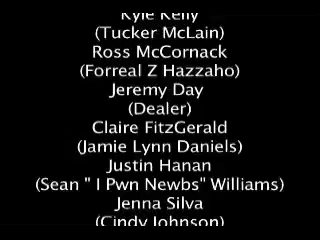 Kyle Kelly
(Tucker McLain)
Ross McCornack
(Forreal Z Hazzaho)
Jeremy Day
(Dealer)
Claire FitzGerald
(Jamie Lynn Daniels)
Justin Hanan
(Sean " I Pwn Newbs" Williams)
Jenna Silva
(Cindy Johnson)